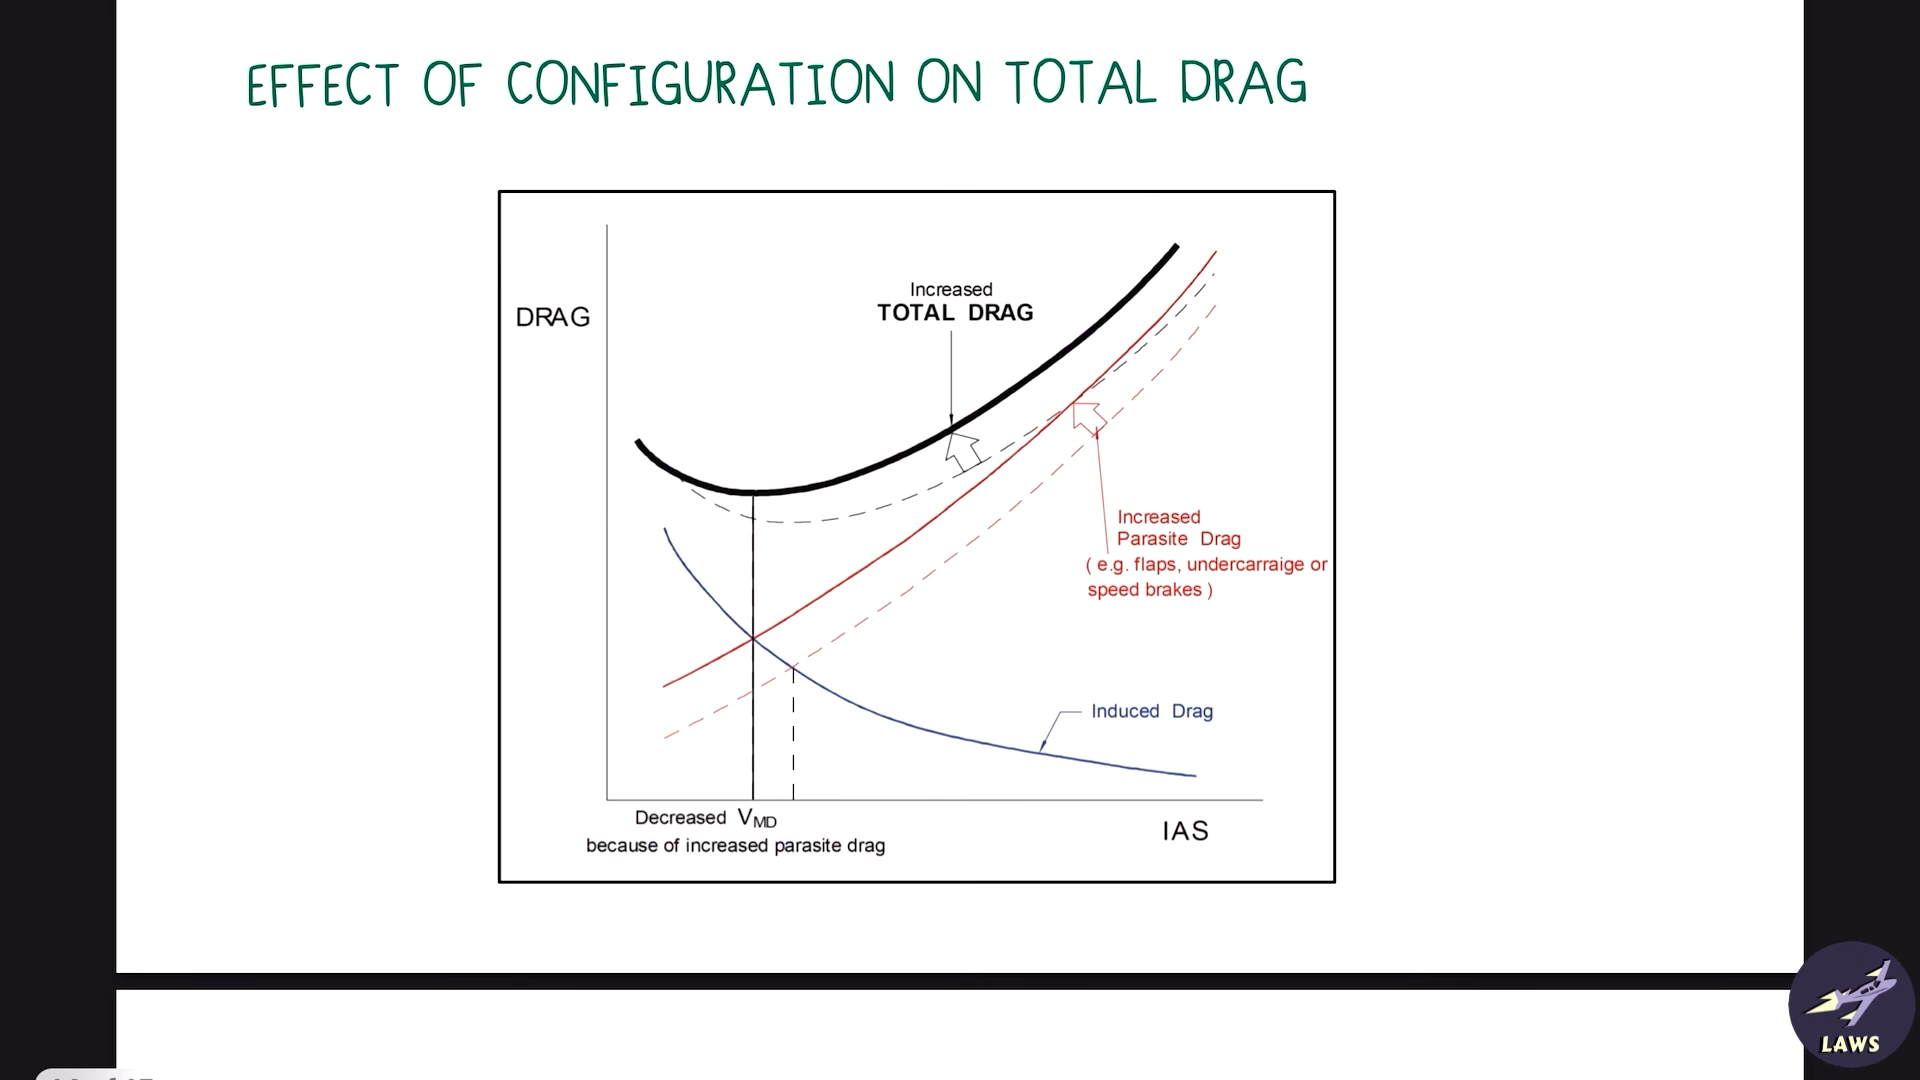 EFFECT OF CONFIGURATION ON TOTAL DRAG
Increased
TOTAL DRAG
DRAG
Increased
Parasite Drag
( e.g. flaps, undercarraige or
speed brakes )
Induced Drag
Decreased VMD
because of increased parasite drag
IAS
LAWS